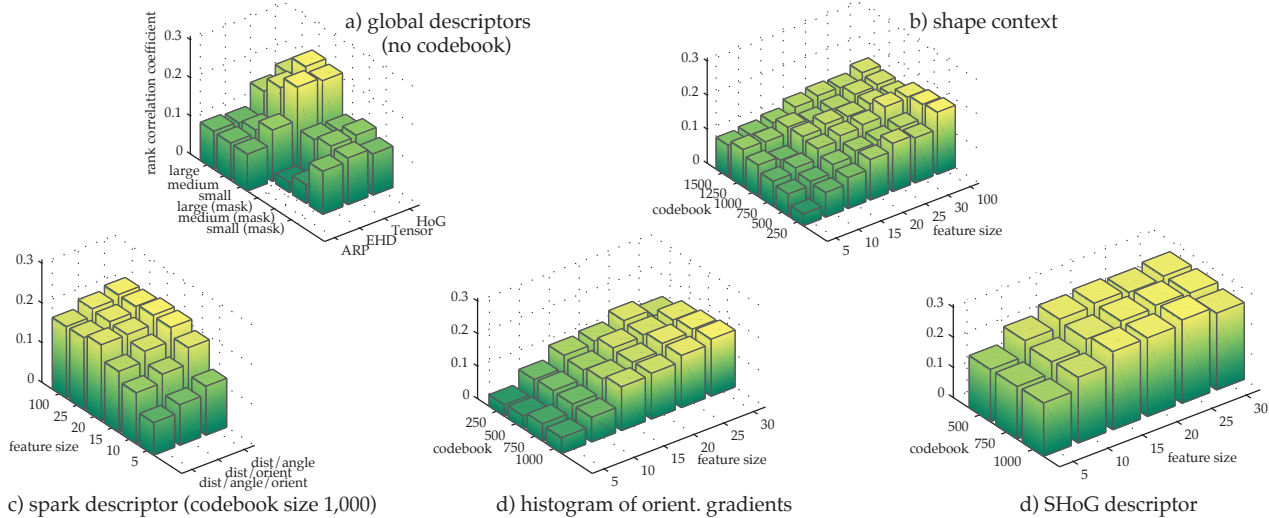 a) global descriptors
(no codebook)
rank correlation coefficient
0.3
0.2
0.1
0
large
medium
small
large (mask)
medium (mask)
small (mask)
ARP
EHD
Tensor
HoG
b) shape context
0.3
0.2
0.1
0
1500
1250
1000
750
500
250
codebook
5
10
15
20
25
30
100
feature size
0.3
0.2
0.1
0
100
25
20
15
10
5
feature size
dist/angle
dist/orient
dist/angle/orient
c) spark descriptor (codebook size 1,000)
0.3
0.2
0.1
0
250
500
750
1000
codebook
5
10
15
20
25
30
feature size
d) histogram of orient. gradients
0.3
0.2
0.1
0
500
750
1000
codebook
5
10
15
20
25
30
feature size
d) SHoG descriptor